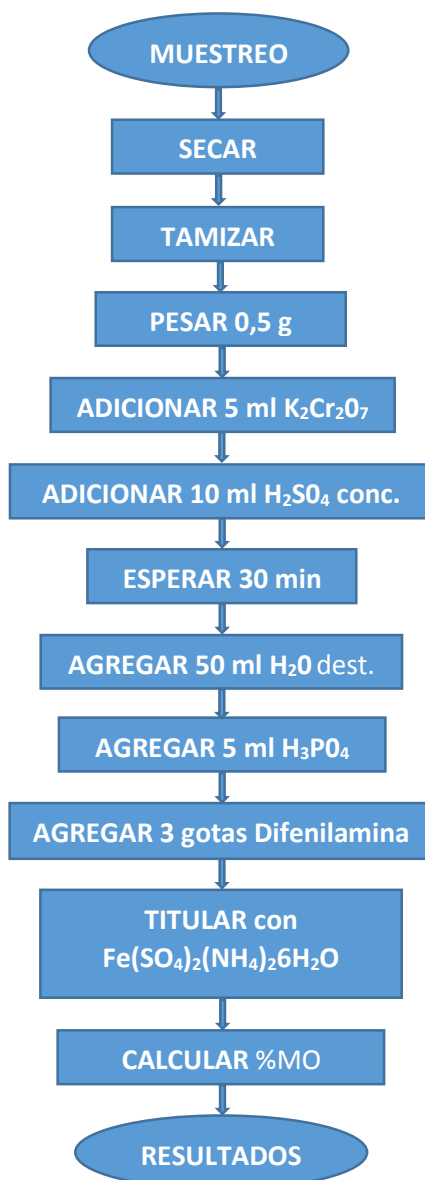 MUESTREO
SECAR
TAMIZAR
PESAR 0,5 g
ADICIONAR 5 ml K₂Cr₂0₇
ADICIONAR 10 ml H₂S0₄ conc.
ESPERAR 30 min
AGREGAR 50 ml H₂0 dest.
AGREGAR 5 ml H₃P0₄
AGREGAR 3 gotas Difenilamina
TITULAR con
Fe(SO₄)₂(NH₄)₂6H₂O
CALCULAR %MO
RESULTADOS